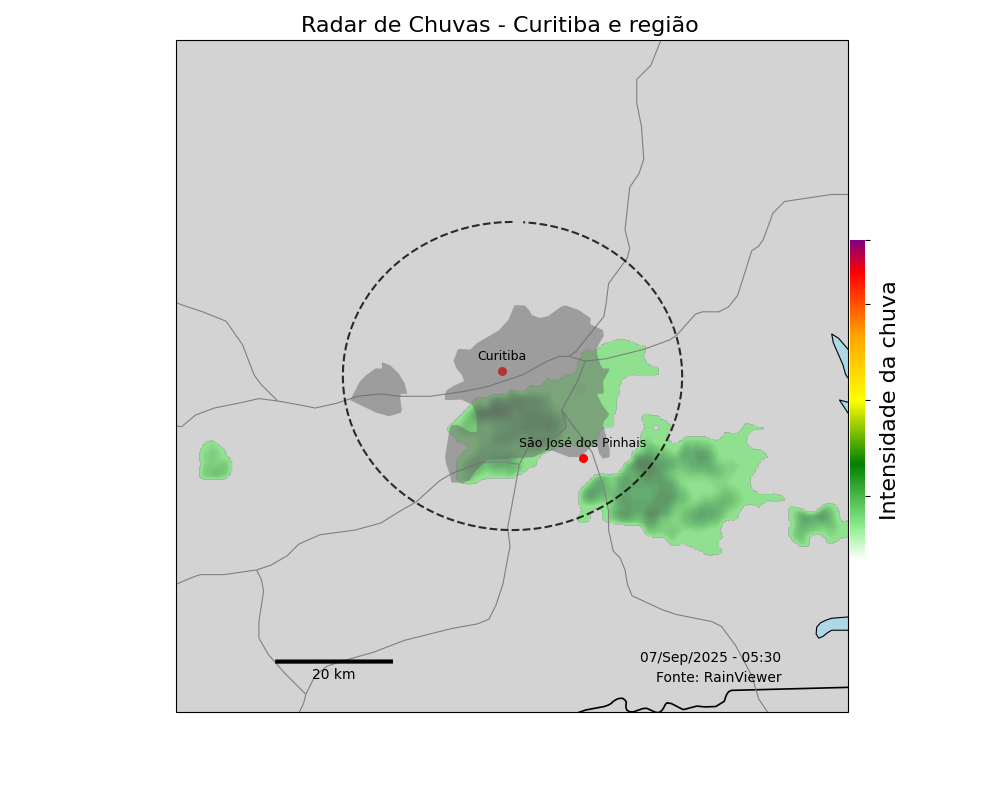 Radar de Chuvas - Curitiba e região
Curitiba
São José dos Pinhais
Intensidade da chuva
20 km
07/Sep/2025 - 05:30
Fonte: RainViewer